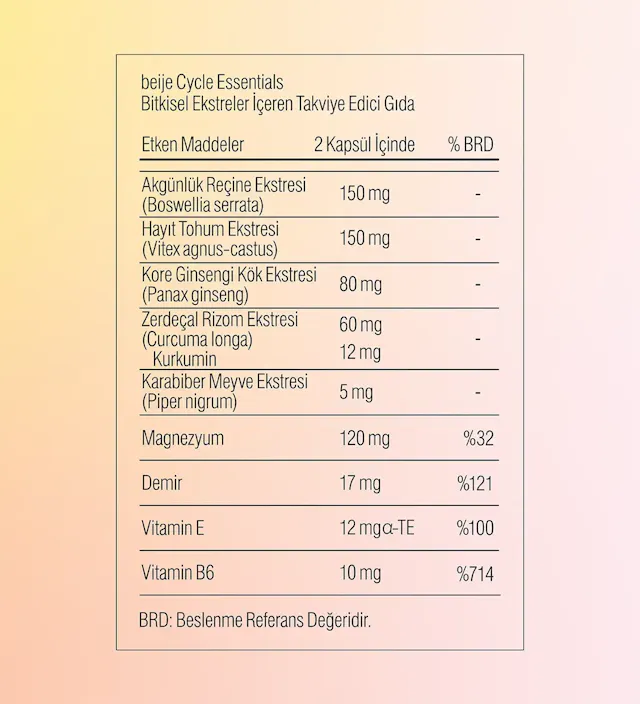 beije Cycle Essentials
Bitkisel Ekstreler İçeren Takviye Edici Gıda
Etken Maddeler 2 Kapsül İçinde % BRD
Akgünlük Reçine Ekstresi
(Boswellia serrata) 150 mg -
Hayıt Tohum Ekstresi
(Vitex agnus-castus) 150 mg -
Kore Ginsengi Kök Ekstresi
(Panax ginseng) 80 mg -
Zerdeçal Rizom Ekstresi 60 mg
(Curcuma longa) -
Kurkumin 12 mg
Karabiber Meyve Ekstresi
(Piper nigrum) 5 mg -
Magnezyum 120 mg %32
Demir 17 mg %121
Vitamin E 12 mgα-TE %100
Vitamin B6 10 mg %714
BRD: Beslenme Referans Değeridir.